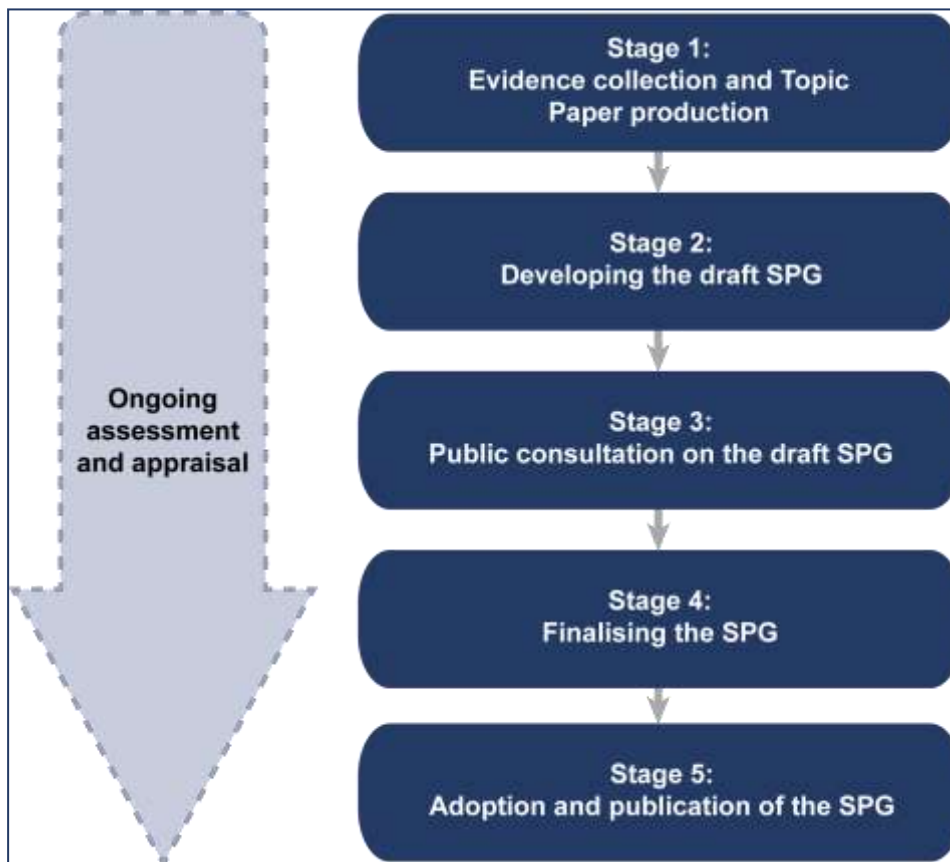 Stage 1:
Evidence collection and Topic
Paper production
Stage 2:
Developing the draft SPG
Ongoing
assessment
and appraisal
Stage 3:
Public consultation on the draft SPG
Stage 4:
Finalising the SPG
Stage 5:
Adoption and publication of the SPG